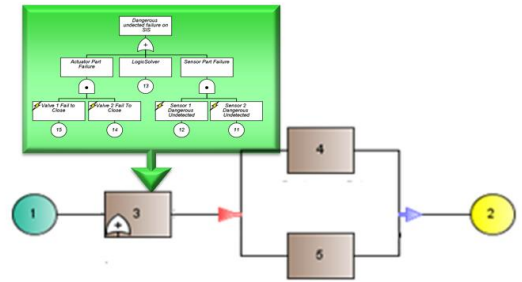 Dangerous
undected failure on
SIS
+
Actuator Part
Failure
LogicSolver
Sensor Part Failure
13
Valve 1 Fail to
Close
Valve 2 Fail To
Close
Sensor 1
Dangerous
Undetected
Sensor 2
Dangerous
Undetected
15
14
12
11
4
1
3
2
+
5